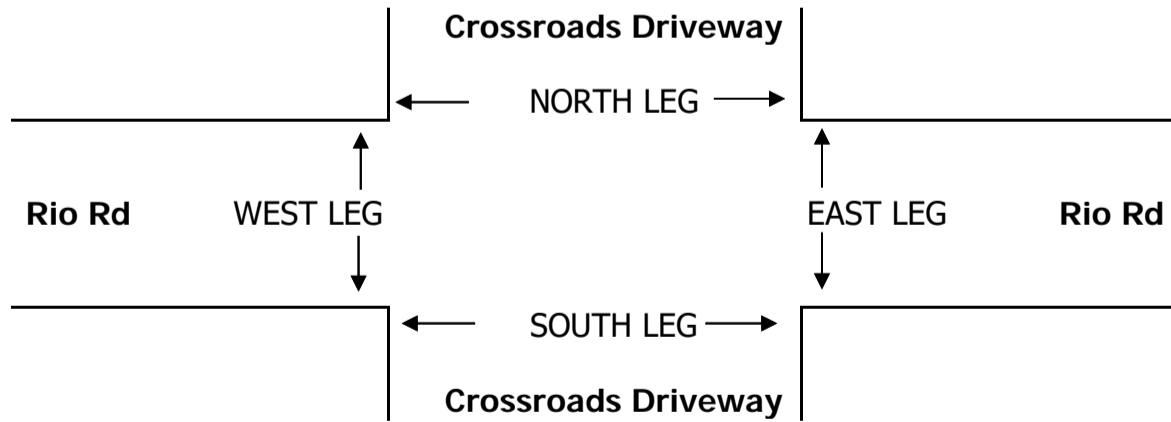 Crossroads Driveway
NORTH LEG
Rio Rd WEST LEG EAST LEG Rio Rd
SOUTH LEG
Crossroads Driveway